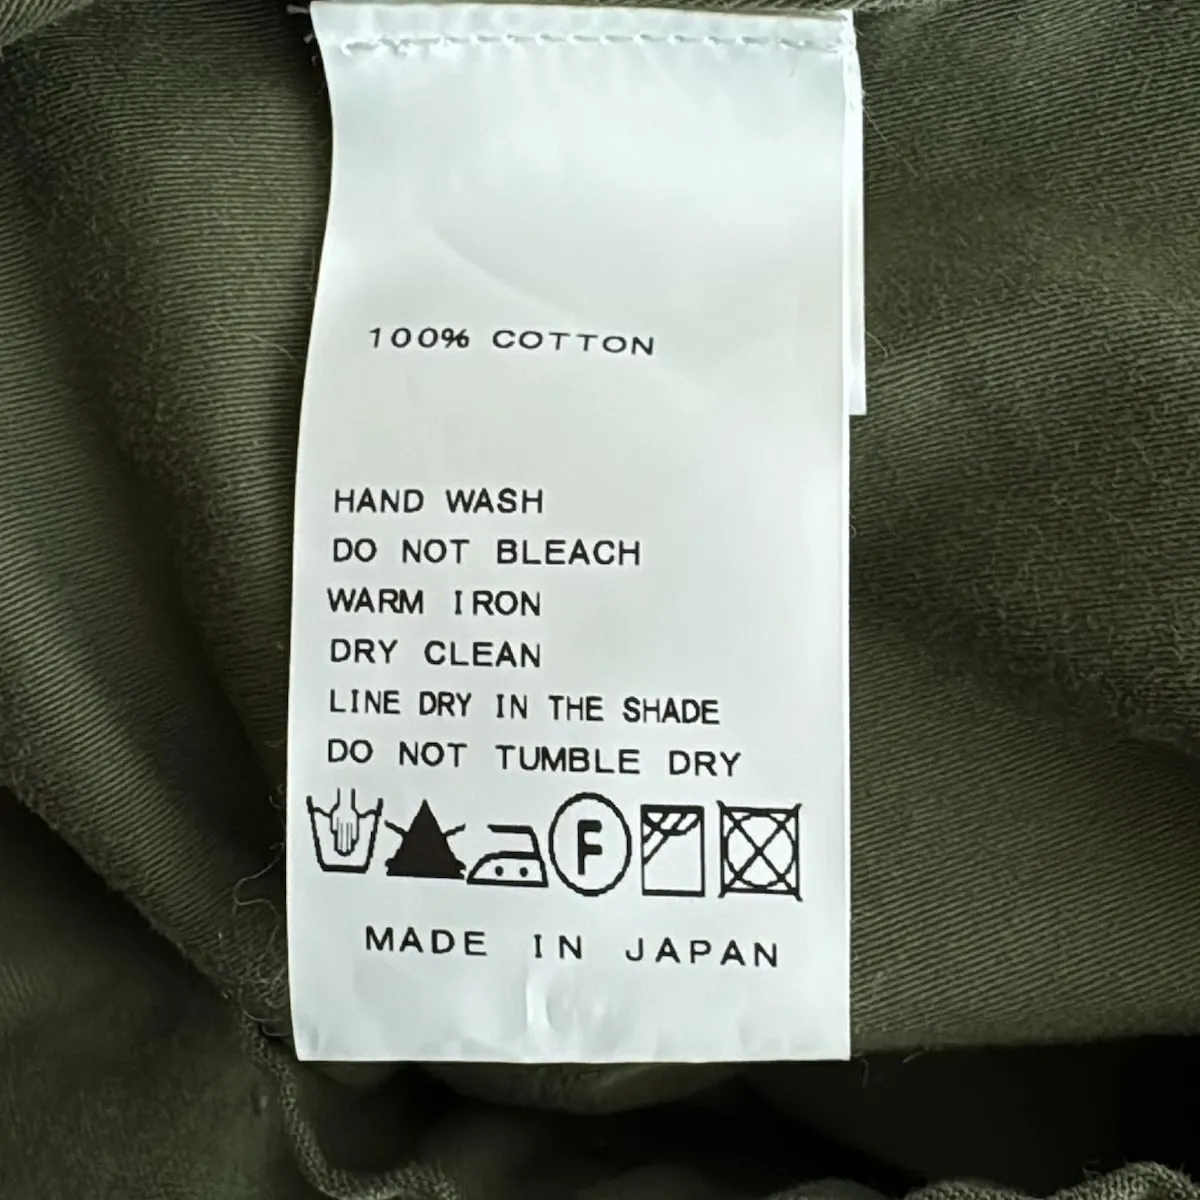 100% COTTON
HAND WASH
DO NOT BLEACH
WARM IRON
DRY CLEAN
LINE DRY IN THE SHADE
DO NOT TUMBLE DRY
F
MADE IN JAPAN